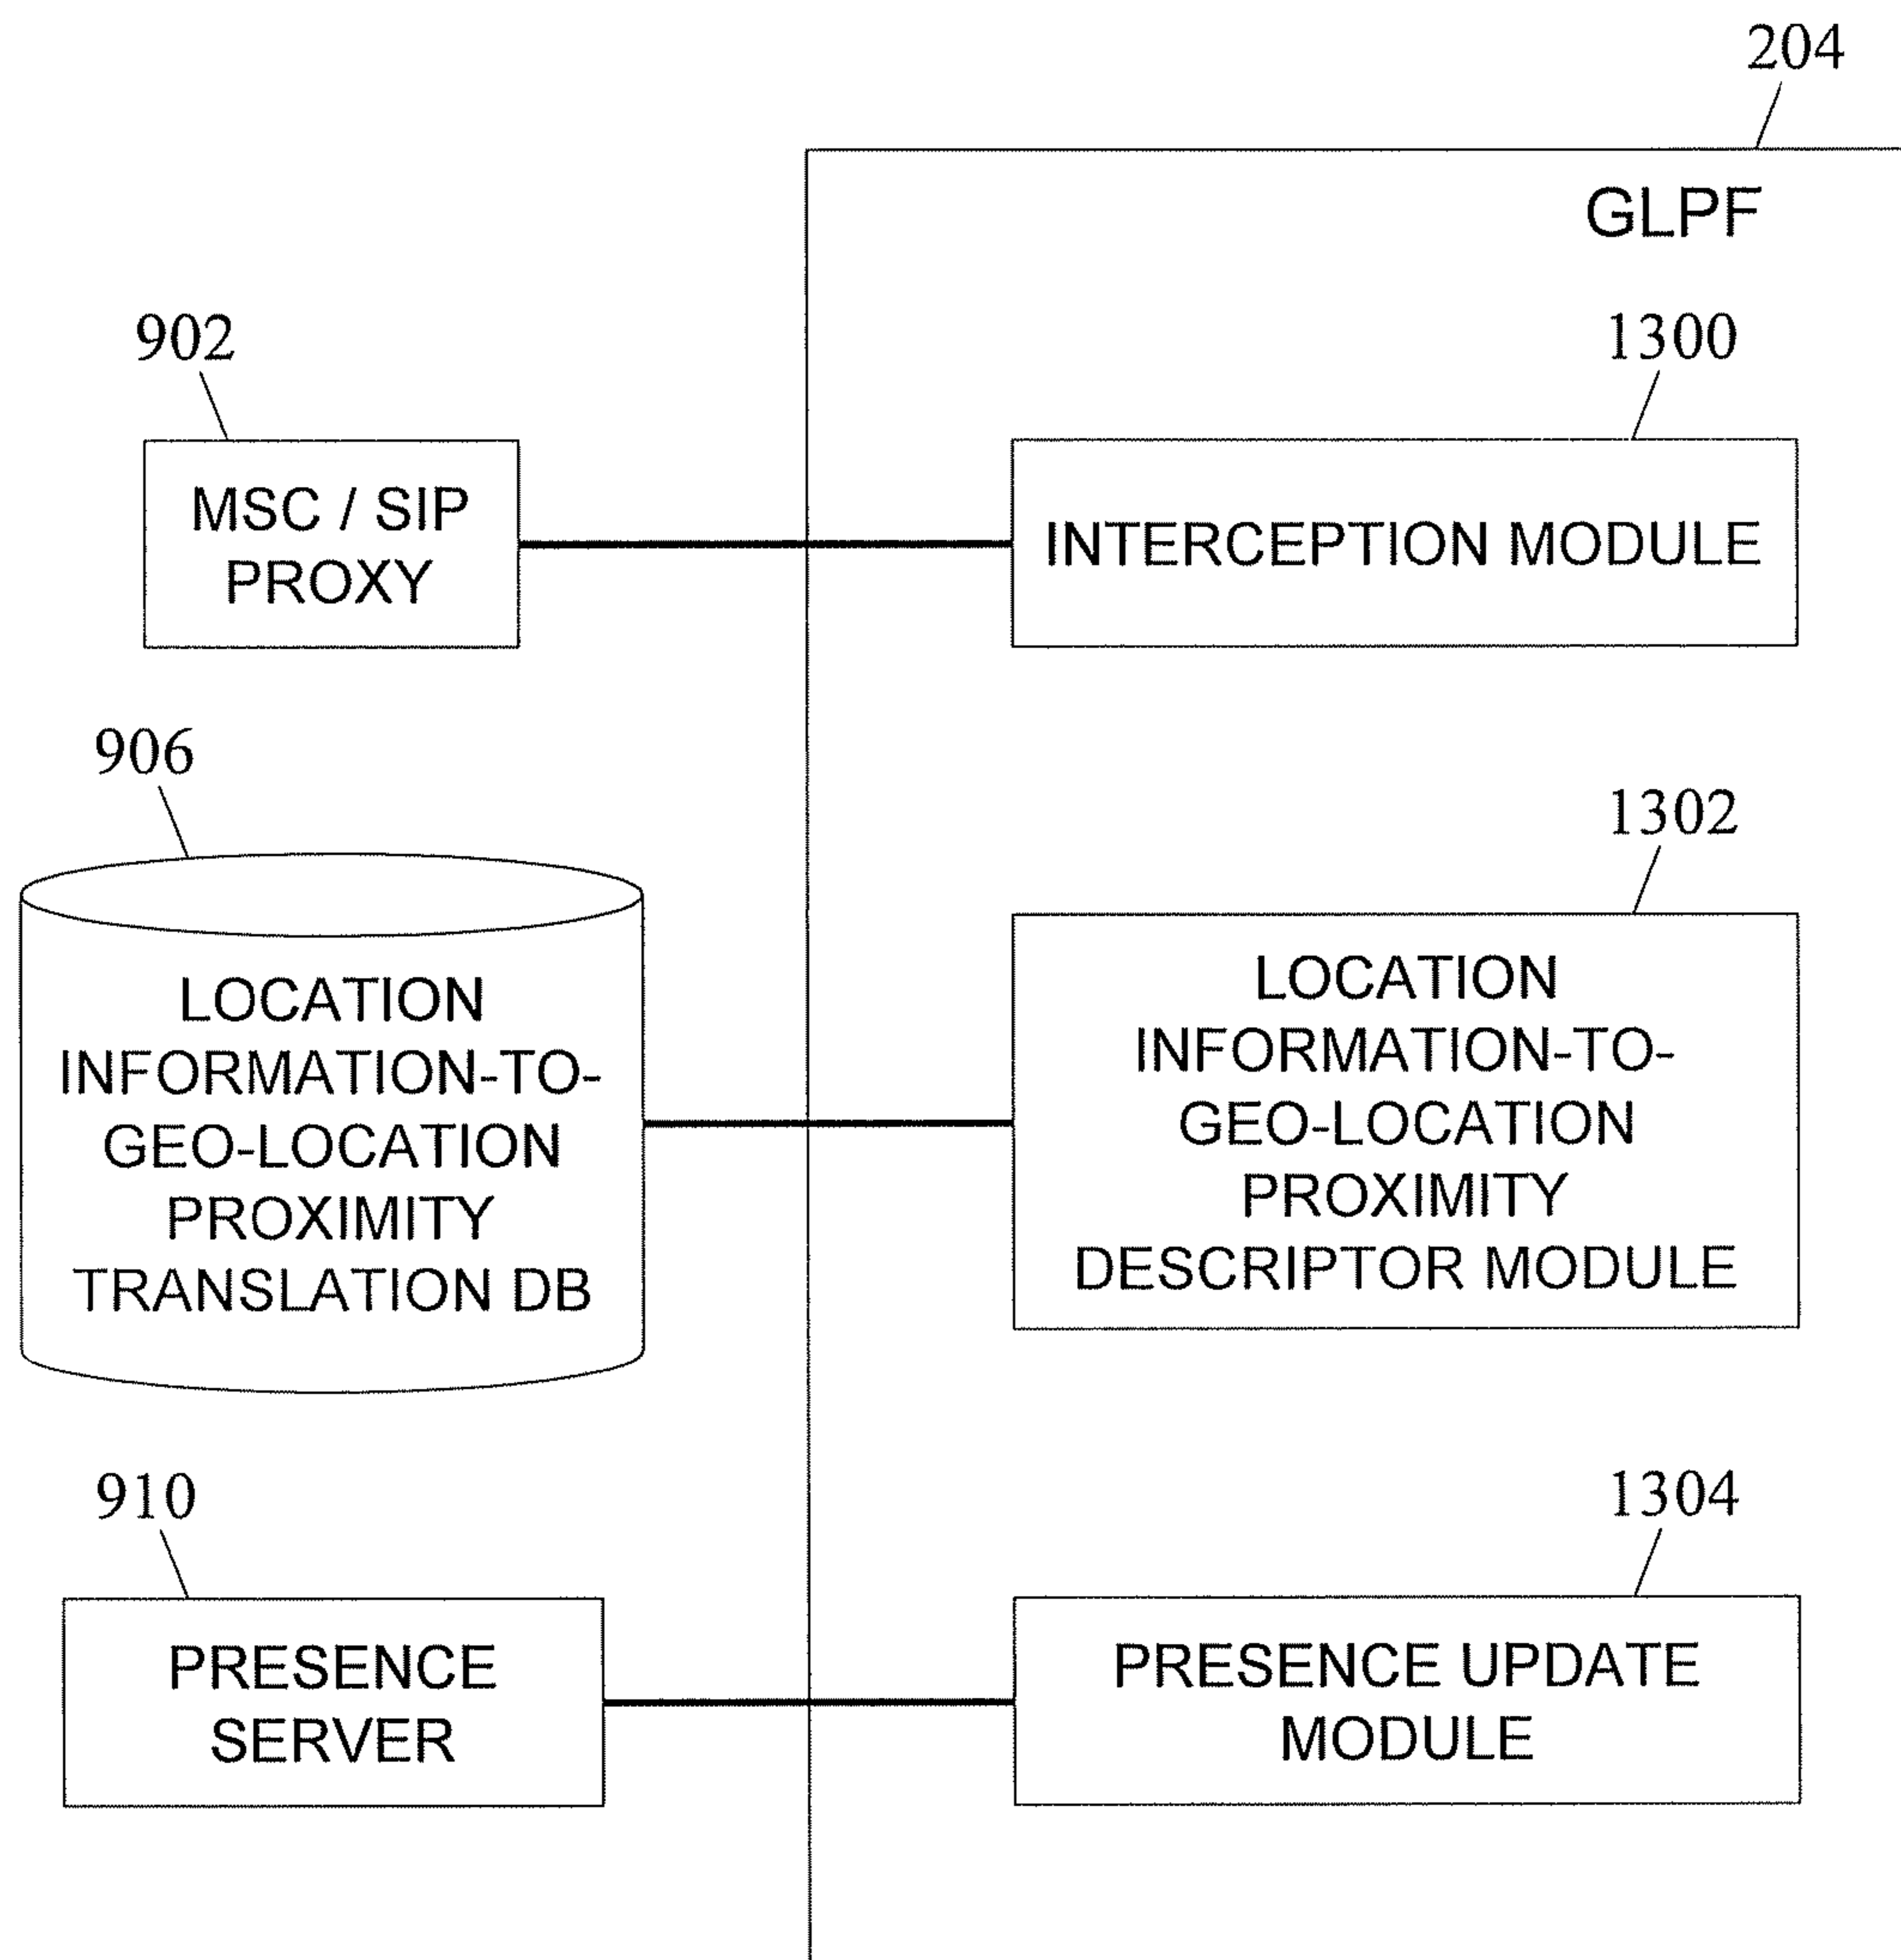 204
GLPF
902
1300
MSC / SIP
PROXY
INTERCEPTION MODULE
906
1302
LOCATION
INFORMATION-TO-
GEO-LOCATION
PROXIMITY
TRANSLATION DB
LOCATION
INFORMATION-TO-
GEO-LOCATION
PROXIMITY
DESCRIPTOR MODULE
910
1304
PRESENCE
SERVER
PRESENCE UPDATE
MODULE